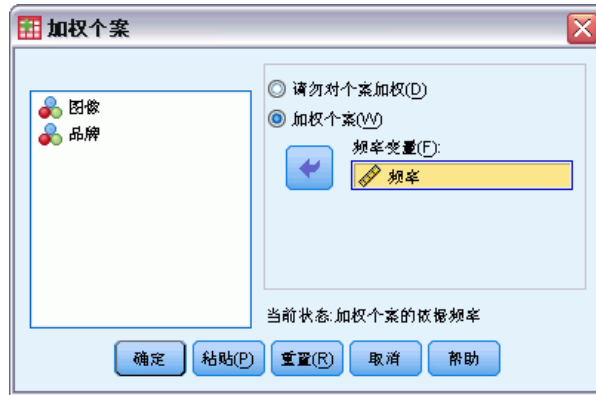 加权个案
图像
品牌
请勿对个案加权(D)
加权个案(W)
频率变量(F):
频率
当前状态:加权个案的依据频率
确定 粘贴(P) 重置(R) 取消 帮助